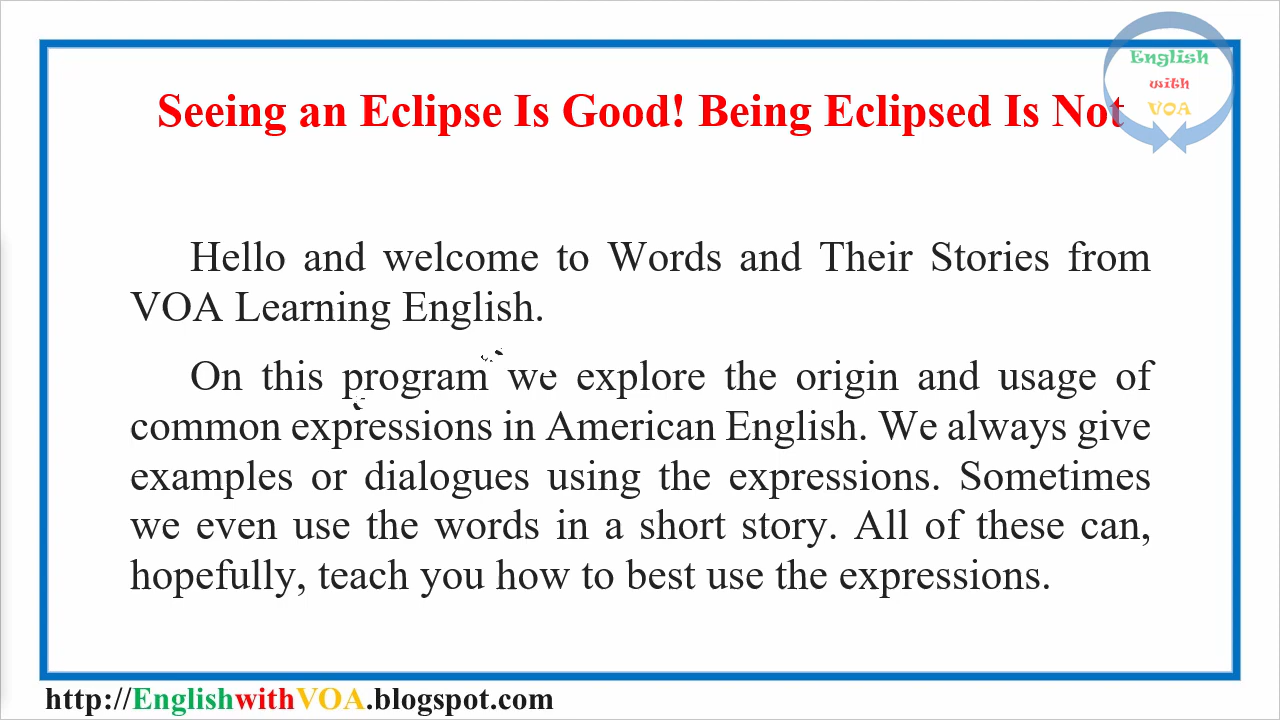 English
with
VOA
Seeing an Eclipse Is Good! Being Eclipsed Is Not
Hello and welcome to Words and Their Stories from
VOA Learning English.
On this program we explore the origin and usage of
common expressions in American English. We always give
examples or dialogues using the expressions. Sometimes
we even use the words in a short story. All of these can,
hopefully, teach you how to best use the expressions.
http://EnglishwithVOA.blogspot.com